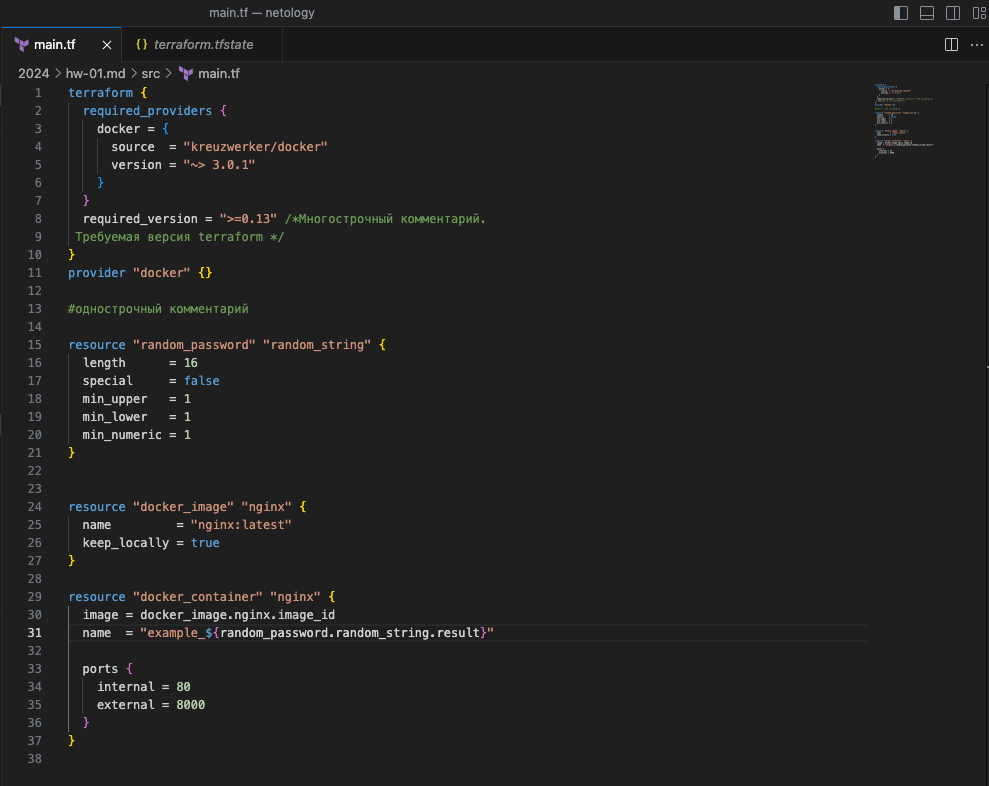 main.tf — netology
main.tf
{} terraform.tfstate
2024 > hw-01.md > src > main.tf
1 terraform {
2   required_providers {
3     docker = {
4       source  = "kreuzwerker/docker"
5       version = "~> 3.0.1"
6     }
7   }
8   required_version = ">=0.13" /*Многострочный комментарий.
9  Требуемая версия terraform */
10 }
11 provider "docker" {}
12
13 #однострочный комментарий
14
15 resource "random_password" "random_string" {
16   length      = 16
17   special     = false
18   min_upper   = 1
19   min_lower   = 1
20   min_numeric = 1
21 }
22
23
24 resource "docker_image" "nginx" {
25   name         = "nginx:latest"
26   keep_locally = true
27 }
28
29 resource "docker_container" "nginx" {
30   image = docker_image.nginx.image_id
31   name  = "example_${random_password.random_string.result}"
32
33   ports {
34     internal = 80
35     external = 8000
36   }
37 }
38